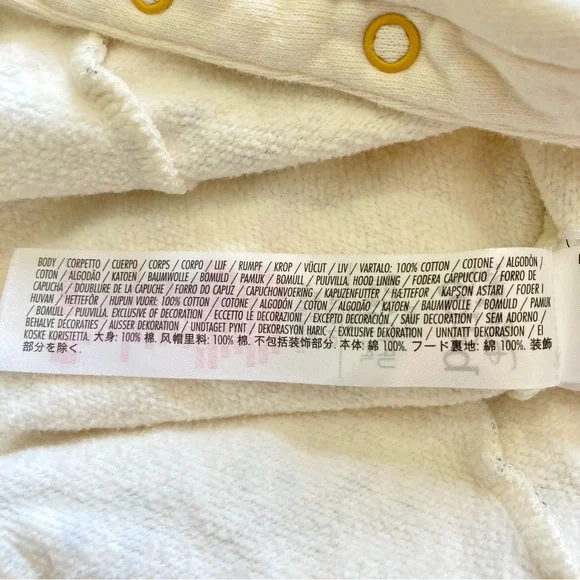 BODY / CORPETTO / CUERPO / CORPS / CORPO / LIJF / RUMPF / KROP / VÜCUT / LIV / VARTALO: 100% COTTON / COTONE / ALGODÓN /
COTON / ALGODÃO / KATOEN / BAUMWOLLE / BOMULD / PAMUK / BOMULL / PUUVILLA. HOOD LINING / FODERA CAPPUCCIO / FORRO DE
CAPUCHA / DOUBLURE DE LA CAPUCHE / FORRO DO CAPUZ / CAPUCHONVOERING / KAPUZENFUTTER / HÆTTEFOR / KAPŞON ASTARI / FODER I
HUVAN / HETTEFÔR / HUPUN VUORI: 100% COTTON / COTONE / ALGODÓN / COTON / ALGODÃO / KATOEN / BAUMWOLLE / BOMULD / PAMUK
/ BOMULL / PUUVILLA. EXCLUSIVE OF DECORATION / ECCETTO LE DECORAZIONI / EXCEPTO DECORACIÓN / SAUF DECORATION / SEM ADORNO /
BEHALVE DECORATIES / AUSSER DEKORATION / UNDTAGET PYNT / DEKORASYON HARIC / EXKLUSIVE DEKORATION / UNNTATT DEKORASJON / EI
KOSKE KORISTETTA. 大身: 100% 棉. 风帽里料: 100% 棉. 不包括装饰部分. 本体: 綿 100%. フード裏地: 綿 100%. 装飾
部分を除く.